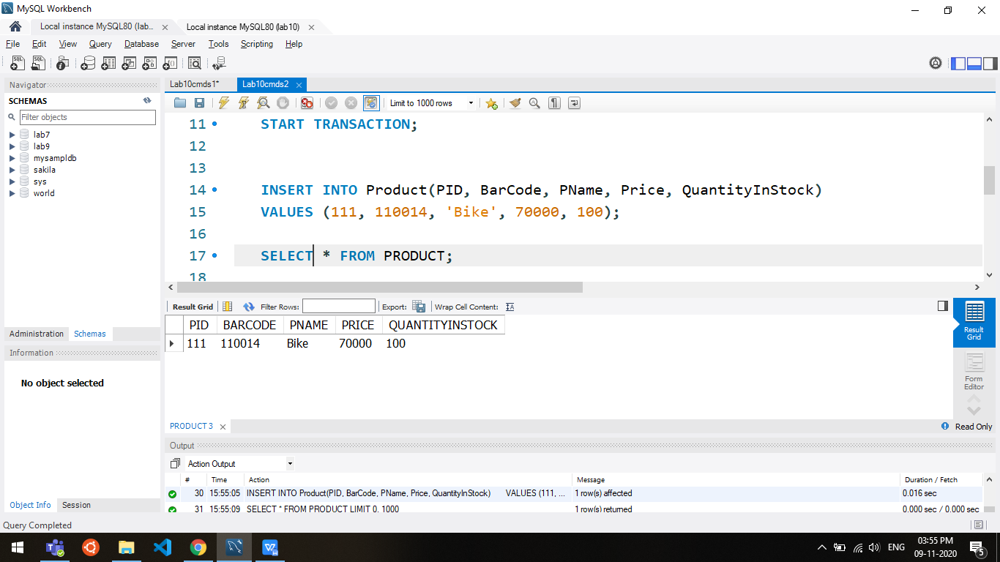 MySQL Workbench
Local instance MySQL80 (lab... Local instance MySQL80 (lab10)
File Edit View Query Database Server Tools Scripting Help
Navigator
SCHEMAS
Filter objects
lab7
lab9
mysampldb
sakila
sys
world
Administration Schemas
Information
No object selected
Object Info Session
Lab10cmds1* Lab10cmds2
Limit to 1000 rows
11 START TRANSACTION;
12
13
14 INSERT INTO Product(PID, BarCode, PName, Price, QuantityInStock)
15 VALUES (111, 110014, 'Bike', 70000, 100);
16
17 SELECT * FROM PRODUCT;
18
Result Grid Filter Rows: Export: Wrap Cell Content:
PID BARCODE PNAME PRICE QUANTITYINSTOCK
111 110014 Bike 70000 100
Result
Grid
Form
Editor
PRODUCT 3 Read Only
Output
Action Output
# Time Action Message Duration / Fetch
30 15:55:05 INSERT INTO Product(PID, BarCode, PName, Price, QuantityInStock) VALUES (111, ... 1 row(s) affected 0.016 sec
31 15:55:09 SELECT * FROM PRODUCT LIMIT 0, 1000 1 row(s) returned 0.000 sec / 0.000 sec
Query Completed
ENG 03:55 PM
09-11-2020
5